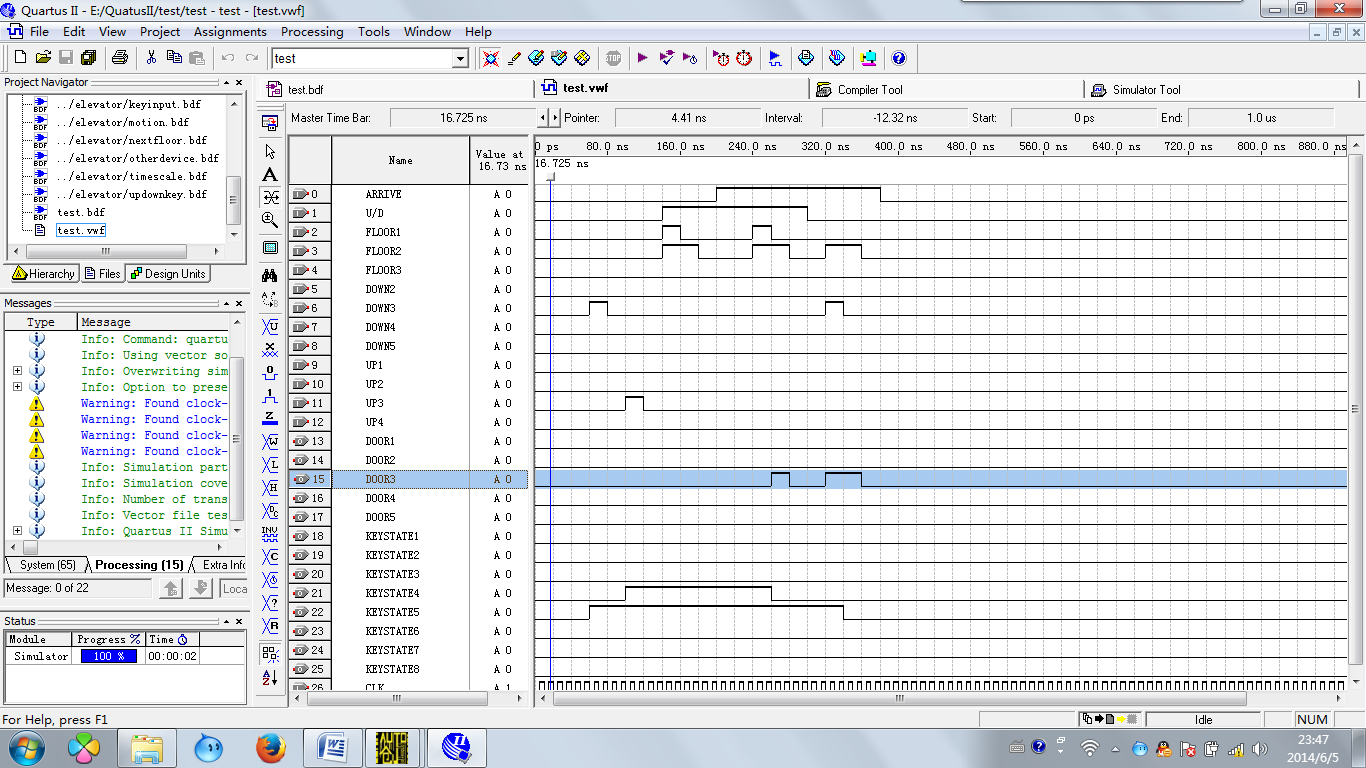 Quartus II - E:/QuatusII/test/test - test - [test.vwf]
File Edit View Project Assignments Processing Tools Window Help
test
Project Navigator
../elevator/keyinput.bdf
../elevator/motion.bdf
../elevator/nextfloor.bdf
../elevator/otherdevice.bdf
../elevator/timescale.bdf
../elevator/updownkey.bdf
test.bdf
test.vwf
Hierarchy Files Design Units
Messages
Type Message
Info: Command: quartu
Info: Using vector so
Info: Overwriting sim
Info: Option to prese
Warning: Found clock-
Warning: Found clock-
Warning: Found clock-
Warning: Found clock-
Info: Simulation part
Info: Simulation cove
Info: Number of trans
Info: Vector file tes
Info: Quartus II Simu
System (65) Processing (15) Extra Info
Message: 0 of 22 Loca
Status
Module Progress % Time
Simulator 100 % 00:00:02
test.bdf test.vwf Compiler Tool Simulator Tool
Master Time Bar: 16.725 ns Pointer: 4.41 ns Interval: -12.32 ns Start: 0 ps End: 1.0 us
Name Value at 16.73 ns
0 ps 80.0 ns 160.0 ns 240.0 ns 320.0 ns 400.0 ns 480.0 ns 560.0 ns 640.0 ns 720.0 ns 800.0 ns 880.0 ns
16.725 ns
0 ARRIVE A 0
1 U/D A 0
2 FLOOR1 A 0
3 FLOOR2 A 0
4 FLOOR3 A 0
5 DOWN2 A 0
6 DOWN3 A 0
7 DOWN4 A 0
8 DOWN5 A 0
9 UP1 A 0
10 UP2 A 0
11 UP3 A 0
12 UP4 A 0
13 DOOR1 A 0
14 DOOR2 A 0
15 DOOR3 A 0
16 DOOR4 A 0
17 DOOR5 A 0
18 KEYSTATE1 A 0
19 KEYSTATE2 A 0
20 KEYSTATE3 A 0
21 KEYSTATE4 A 0
22 KEYSTATE5 A 0
23 KEYSTATE6 A 0
24 KEYSTATE7 A 0
25 KEYSTATE8 A 0
26 CLK A 1
For Help, press F1
Idle NUM
23:47
2014/6/5